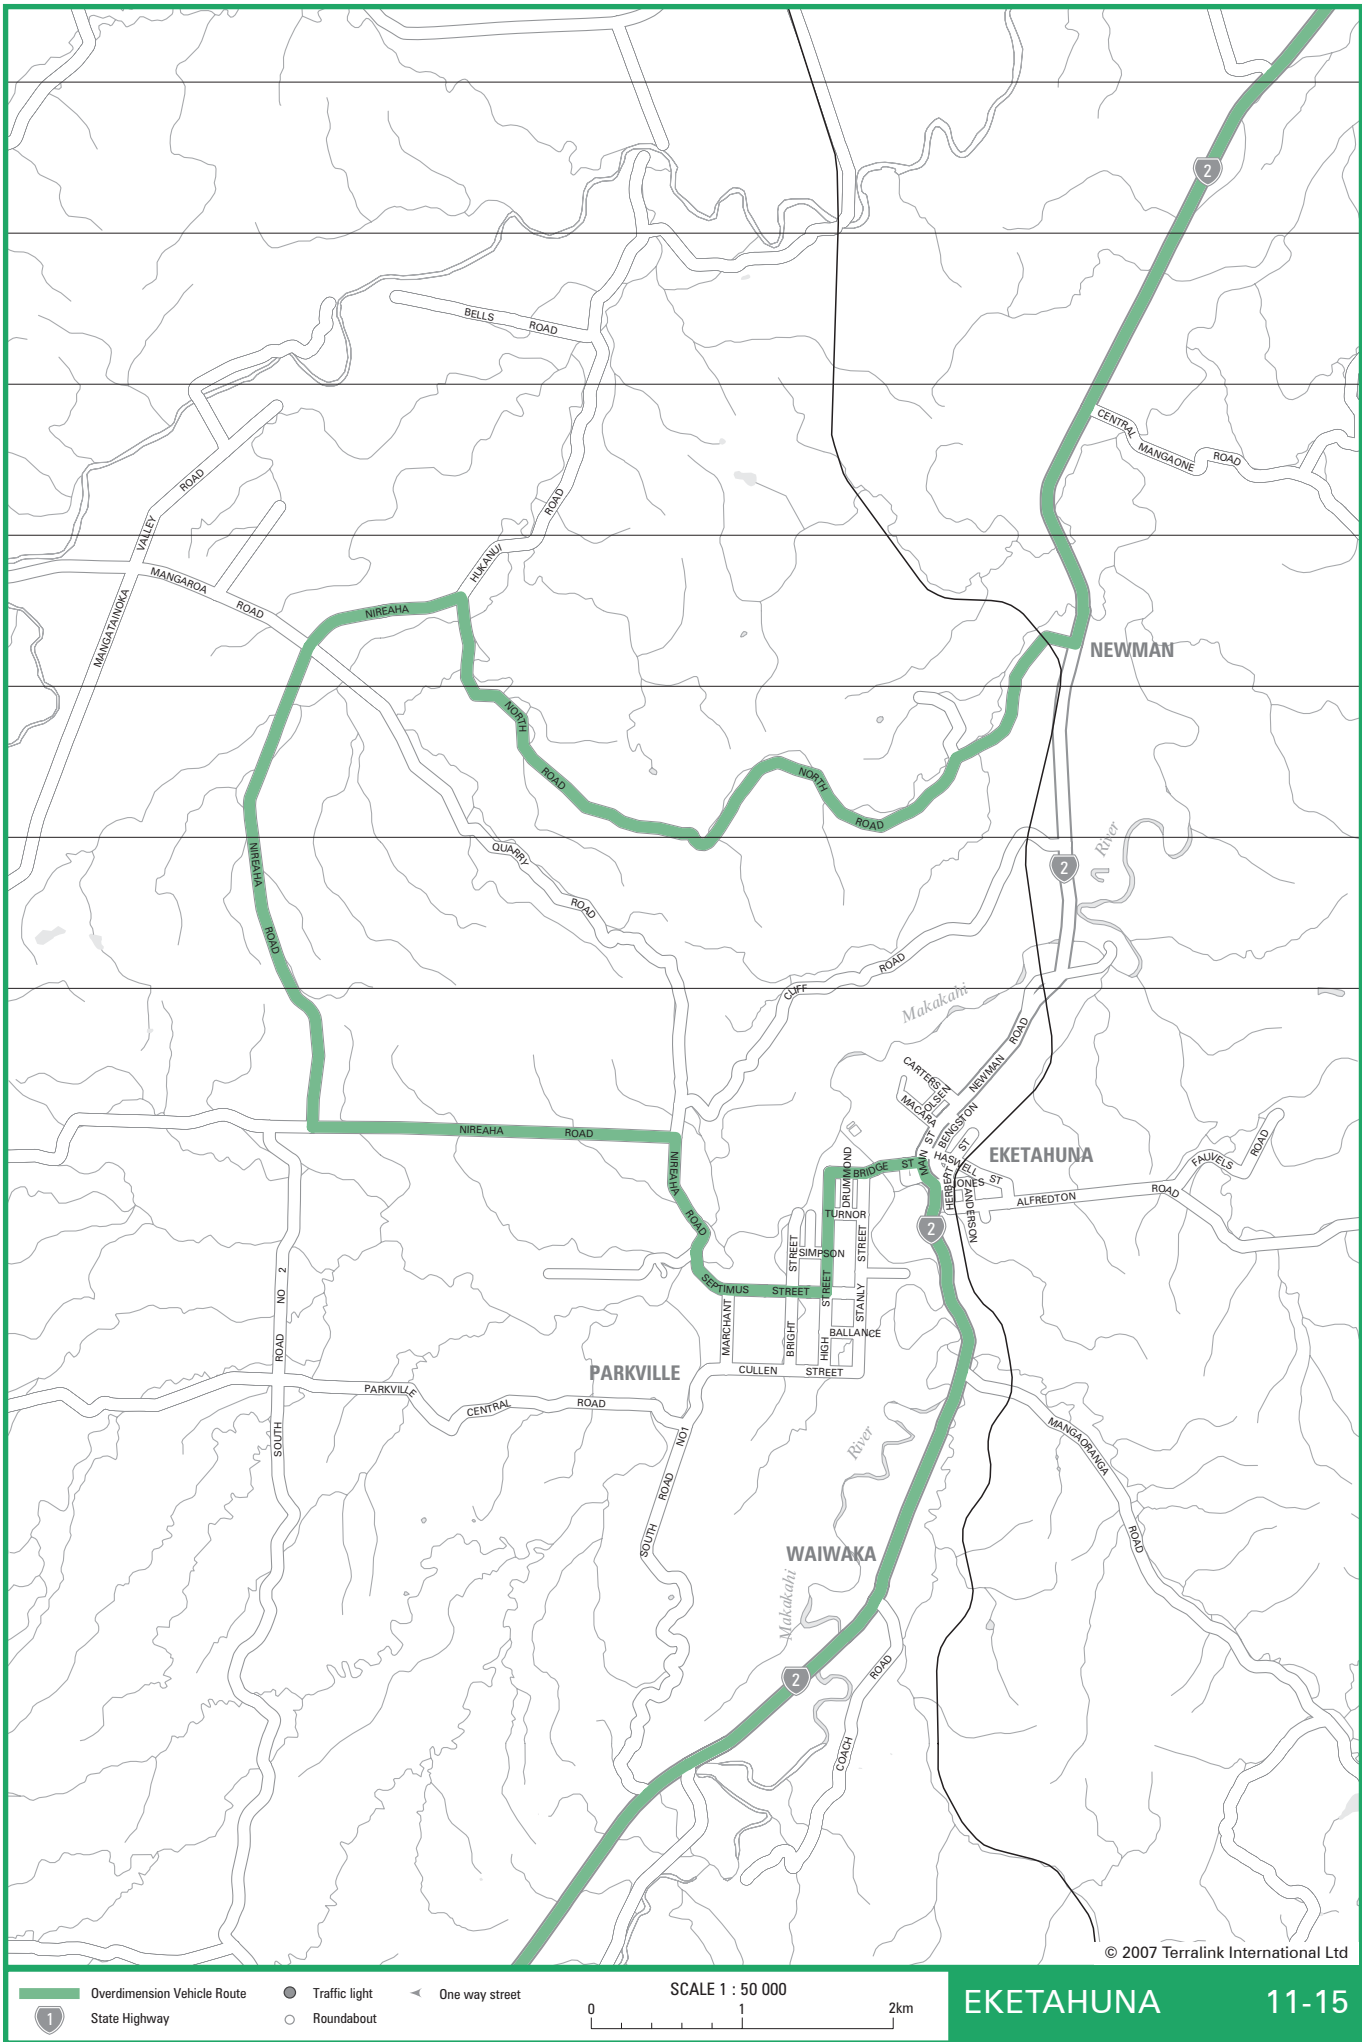 2
BELLS ROAD
CENTRAL MANGAONE ROAD
VALLEY ROAD
HUKANUI ROAD
MANGAROA ROAD
MANGATAINOKA
NIREAHA
NEWMAN
NORTH ROAD
NORTH ROAD
NIREAHA ROAD
QUARRY ROAD
River
2
CLIFF ROAD
Makakahi
NEWMAN ROAD
CARTERS
OLSEN
MACARA
BENGSTON ST
MAIN ST
HASWELL ST
EKETAHUNA
NIREAHA ROAD
NIREAHA ROAD
BRIDGE ST
DRUMMOND
HERBERT
JONES
ANDERSON
ALFREDTON ROAD
FAUVELS ROAD
TURNOR
2
SIMPSON
BRIGHT STREET
STANLY STREET
HIGH STREET
SEPTIMUS STREET
MARCHANT
BALLANCE
CULLEN STREET
PARKVILLE
SOUTH ROAD NO 2
PARKVILLE CENTRAL ROAD
SOUTH ROAD NO1
River
MANGAORANGA ROAD
WAIWAKA
Makakahi
2
COACH ROAD
© 2007 Terralink International Ltd
Overdimension Vehicle Route
Traffic light
One way street
SCALE 1 : 50 000
1
State Highway
Roundabout
0 1 2km
EKETAHUNA 11-15